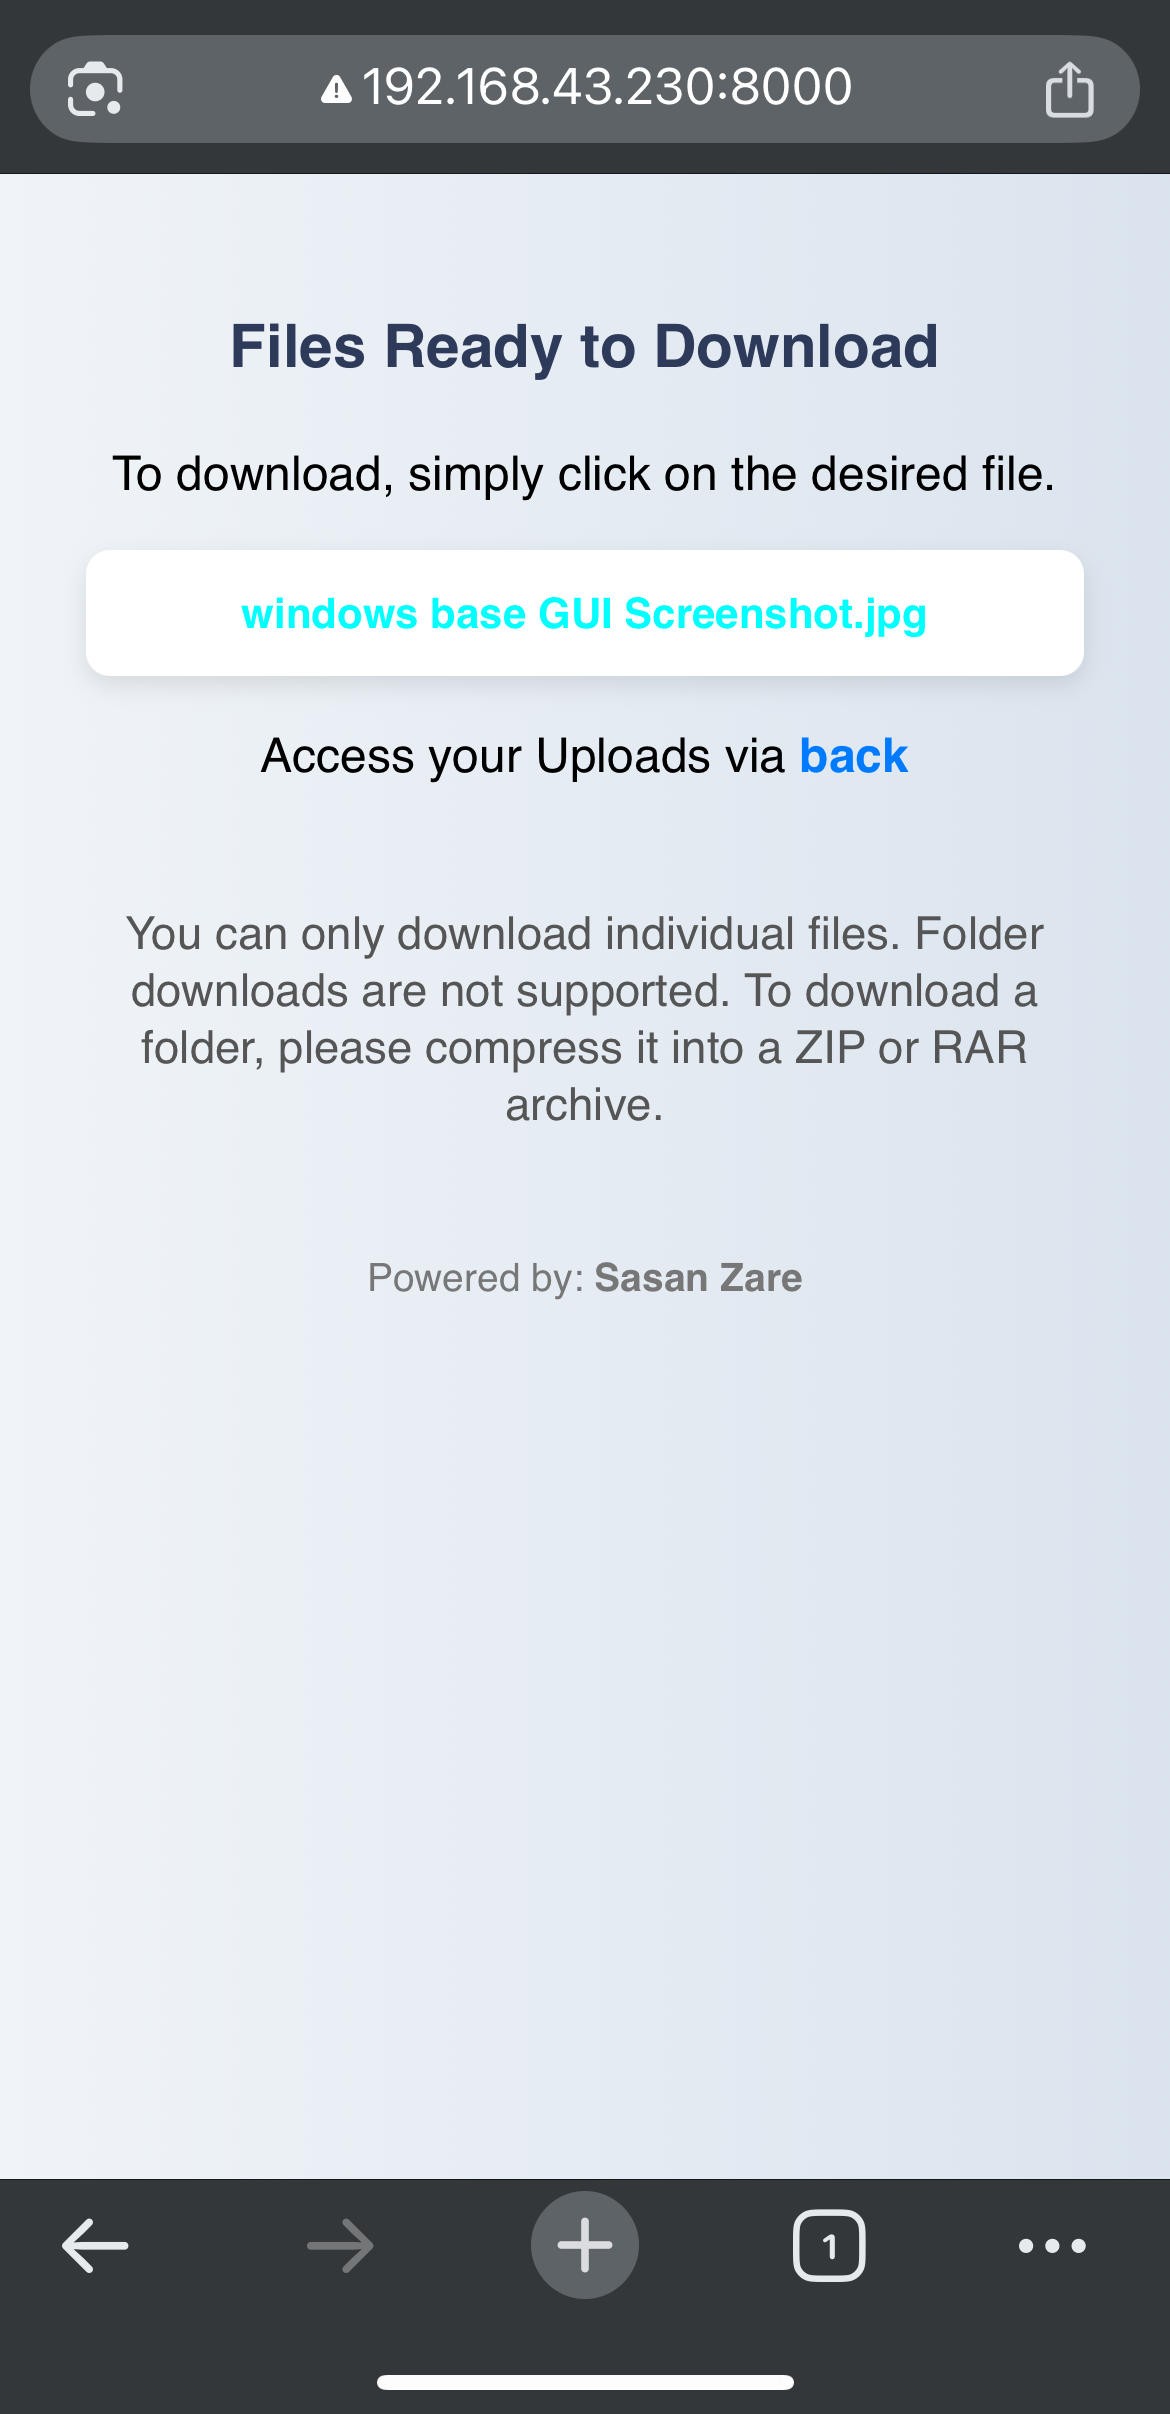 192.168.43.230:8000
Files Ready to Download
To download, simply click on the desired file.
windows base GUI Screenshot.jpg
Access your Uploads via back
You can only download individual files. Folder
downloads are not supported. To download a
folder, please compress it into a ZIP or RAR
archive.
Powered by: Sasan Zare
1